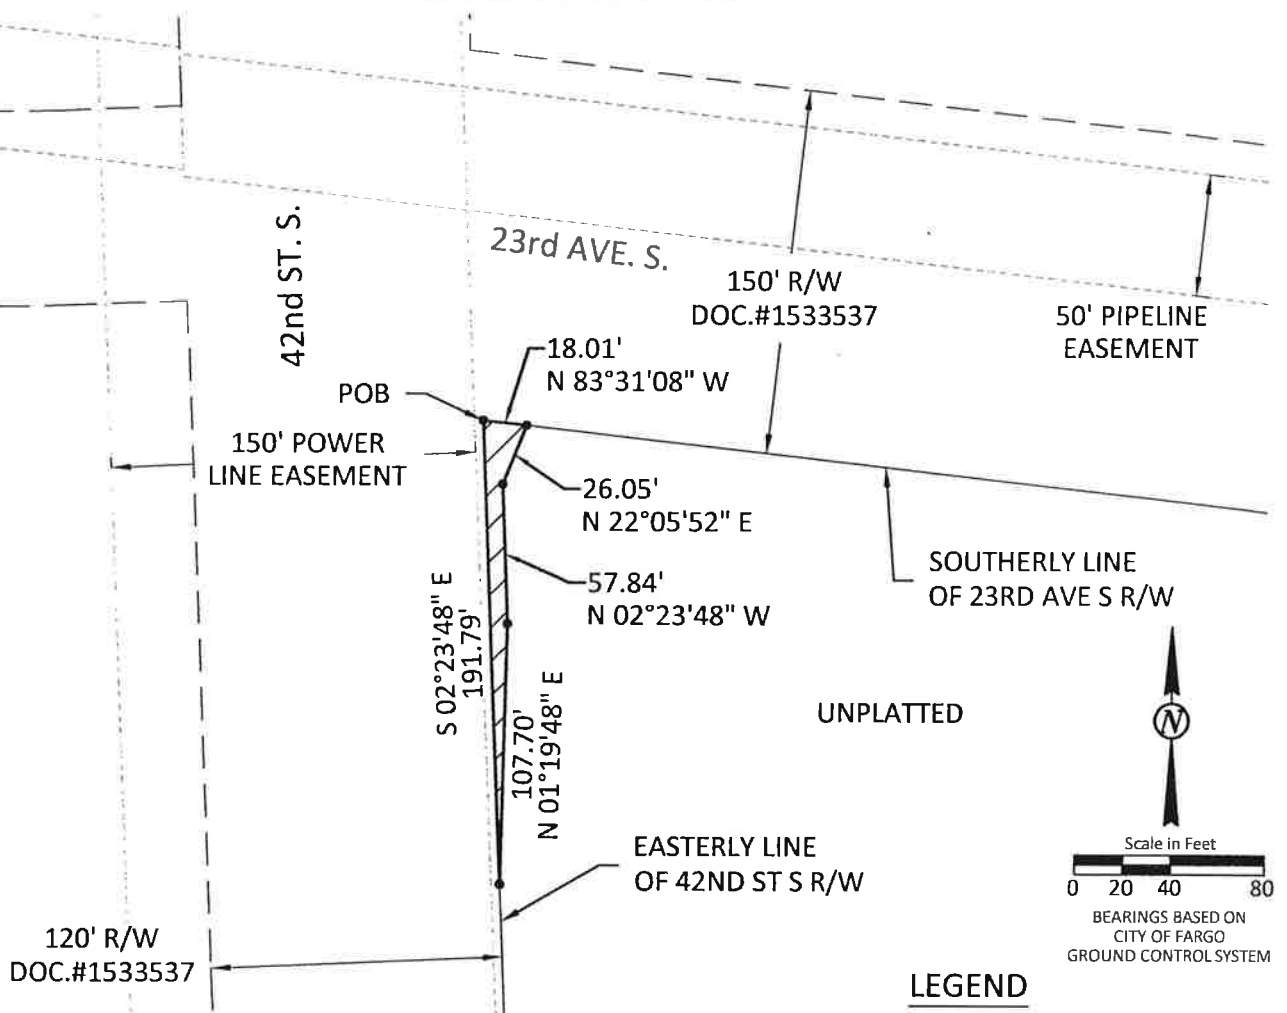 42nd ST. S.
23rd AVE. S.
150' R/W
DOC.#1533537
50' PIPELINE
EASEMENT
18.01'
N 83°31'08" W
POB
150' POWER
LINE EASEMENT
26.05'
N 22°05'52" E
SOUTHERLY LINE
OF 23RD AVE S R/W
57.84'
N 02°23'48" W
S 02°23'48" E
191.79'
107.70'
N 01°19'48" E
UNPLATTED
N
EASTERLY LINE
OF 42ND ST S R/W
Scale in Feet
0 20 40 80
BEARINGS BASED ON
CITY OF FARGO
GROUND CONTROL SYSTEM
120' R/W
DOC.#1533537
LEGEND